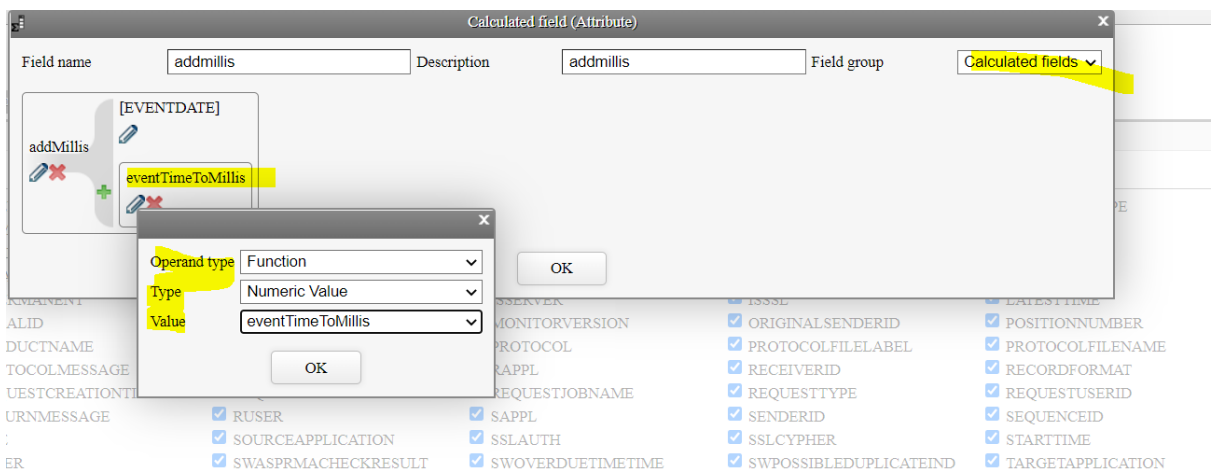 Calculated field (Attribute)
Field name addmillis Description addmillis Field group Calculated fields
[EVENTDATE]
addMillis
eventTimeToMillis
Operand type Function
Type Numeric Value
Value eventTimeToMillis
OK
OK
ISSSL LATESTTIME
ALID MONITORVERSION ORIGINALSENDERID POSITIONNUMBER
DUCTNAME PROTOCOL PROTOCOLFILELABEL PROTOCOLFILENAME
TOCOLMESSAGE RAPPL RECEIVERID RECORDFORMAT
UESTCREATIONTI REQUESTJOBNAME REQUESTTYPE REQUESTUSERID
URNMESSAGE RUSER SAPPL SENDERID SEQUENCEID
SOURCEAPPLICATION SSLAUTH SSLCYPHER STARTTIME
ER SWASPRMACHECKRESULT SWOVERDUETIMETIME SWPOSSIBLEDUPLICATEIND TARGETAPPLICATION